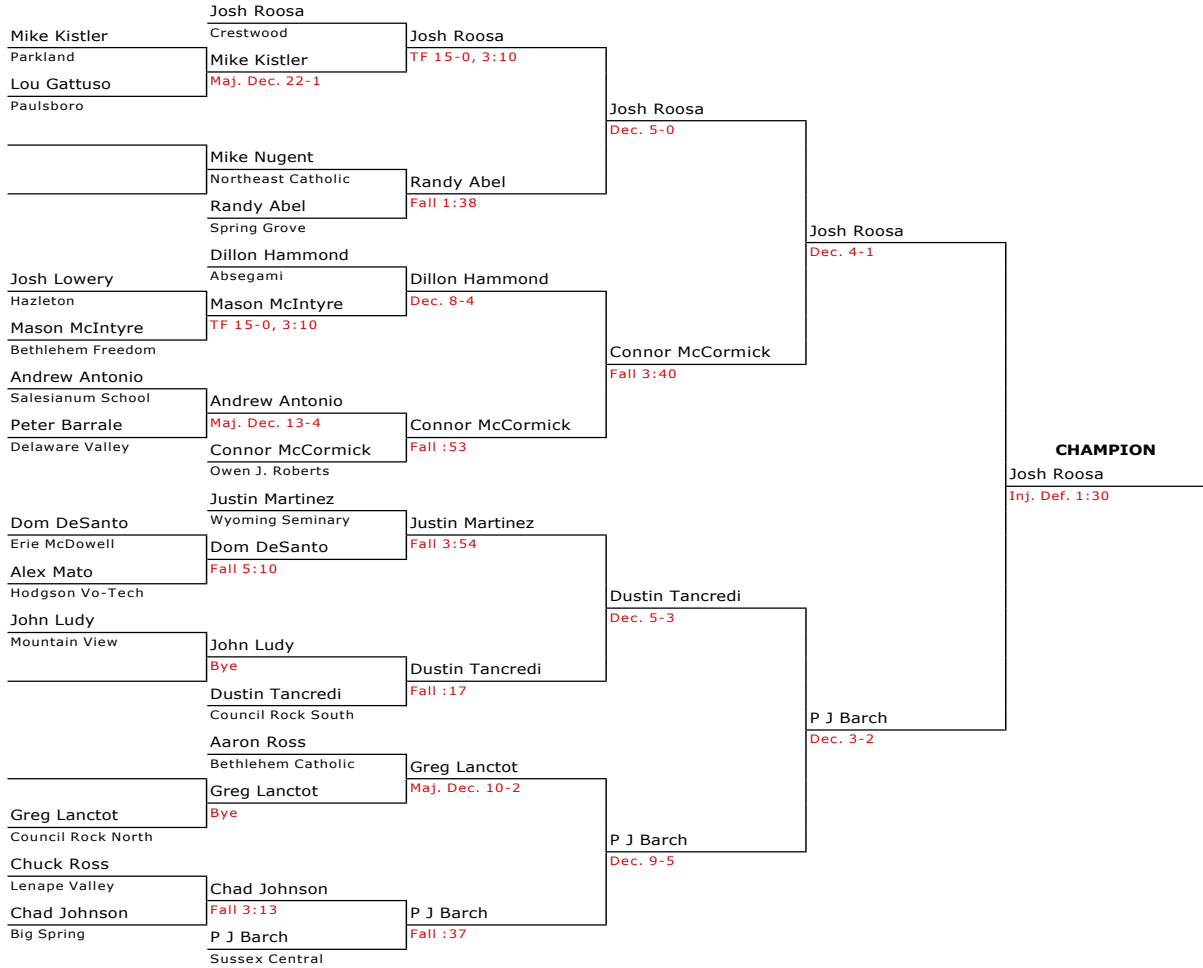 Josh Roosa
Crestwood
Mike Kistler
Parkland
Josh Roosa
TF 15-0, 3:10
Mike Kistler
Maj. Dec. 22-1
Lou Gattuso
Paulsboro
Josh Roosa
Dec. 5-0
Mike Nugent
Northeast Catholic
Randy Abel
Fall 1:38
Randy Abel
Spring Grove
Josh Roosa
Dec. 4-1
Dillon Hammond
Absegami
Josh Lowery
Hazleton
Dillon Hammond
Dec. 8-4
Mason McIntyre
TF 15-0, 3:10
Mason McIntyre
Bethlehem Freedom
Connor McCormick
Fall 3:40
Andrew Antonio
Salesianum School
Andrew Antonio
Maj. Dec. 13-4
Peter Barrale
Delaware Valley
Connor McCormick
Fall :53
Connor McCormick
Owen J. Roberts
CHAMPION
Josh Roosa
Inj. Def. 1:30
Justin Martinez
Wyoming Seminary
Dom DeSanto
Erie McDowell
Justin Martinez
Fall 3:54
Dom DeSanto
Fall 5:10
Alex Mato
Hodgson Vo-Tech
Dustin Tancredi
Dec. 5-3
John Ludy
Mountain View
John Ludy
Bye
Dustin Tancredi
Fall :17
Dustin Tancredi
Council Rock South
P J Barch
Dec. 3-2
Aaron Ross
Bethlehem Catholic
Greg Lanctot
Maj. Dec. 10-2
Greg Lanctot
Bye
Greg Lanctot
Council Rock North
P J Barch
Dec. 9-5
Chuck Ross
Lenape Valley
Chad Johnson
Fall 3:13
Chad Johnson
Big Spring
P J Barch
Fall :37
P J Barch
Sussex Central